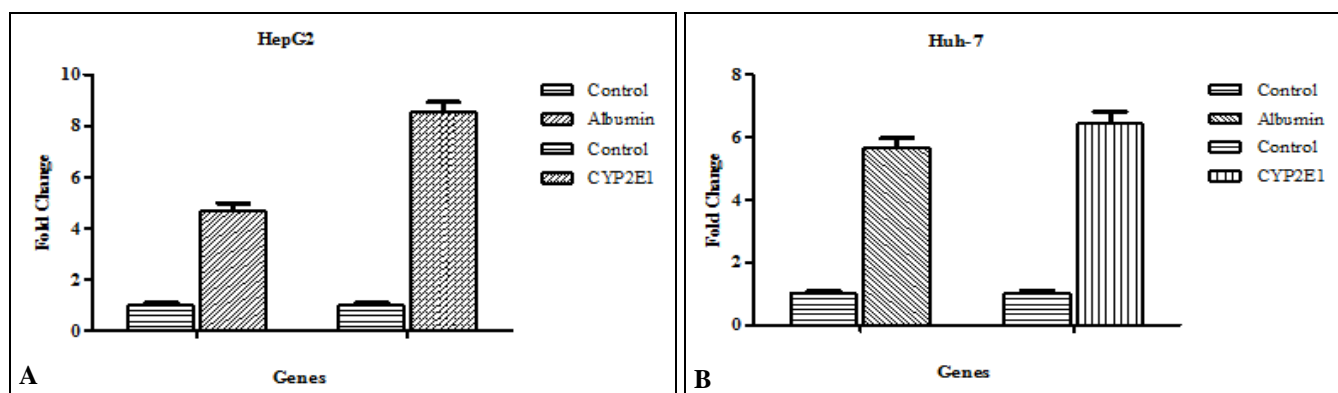 HepG2
10
8
6
4
2
0
Fold Change
Control
Albumin
Control
CYP2E1
Genes
A
Huh-7
8
6
4
2
0
Fold Change
Control
Albumin
Control
CYP2E1
Genes
B